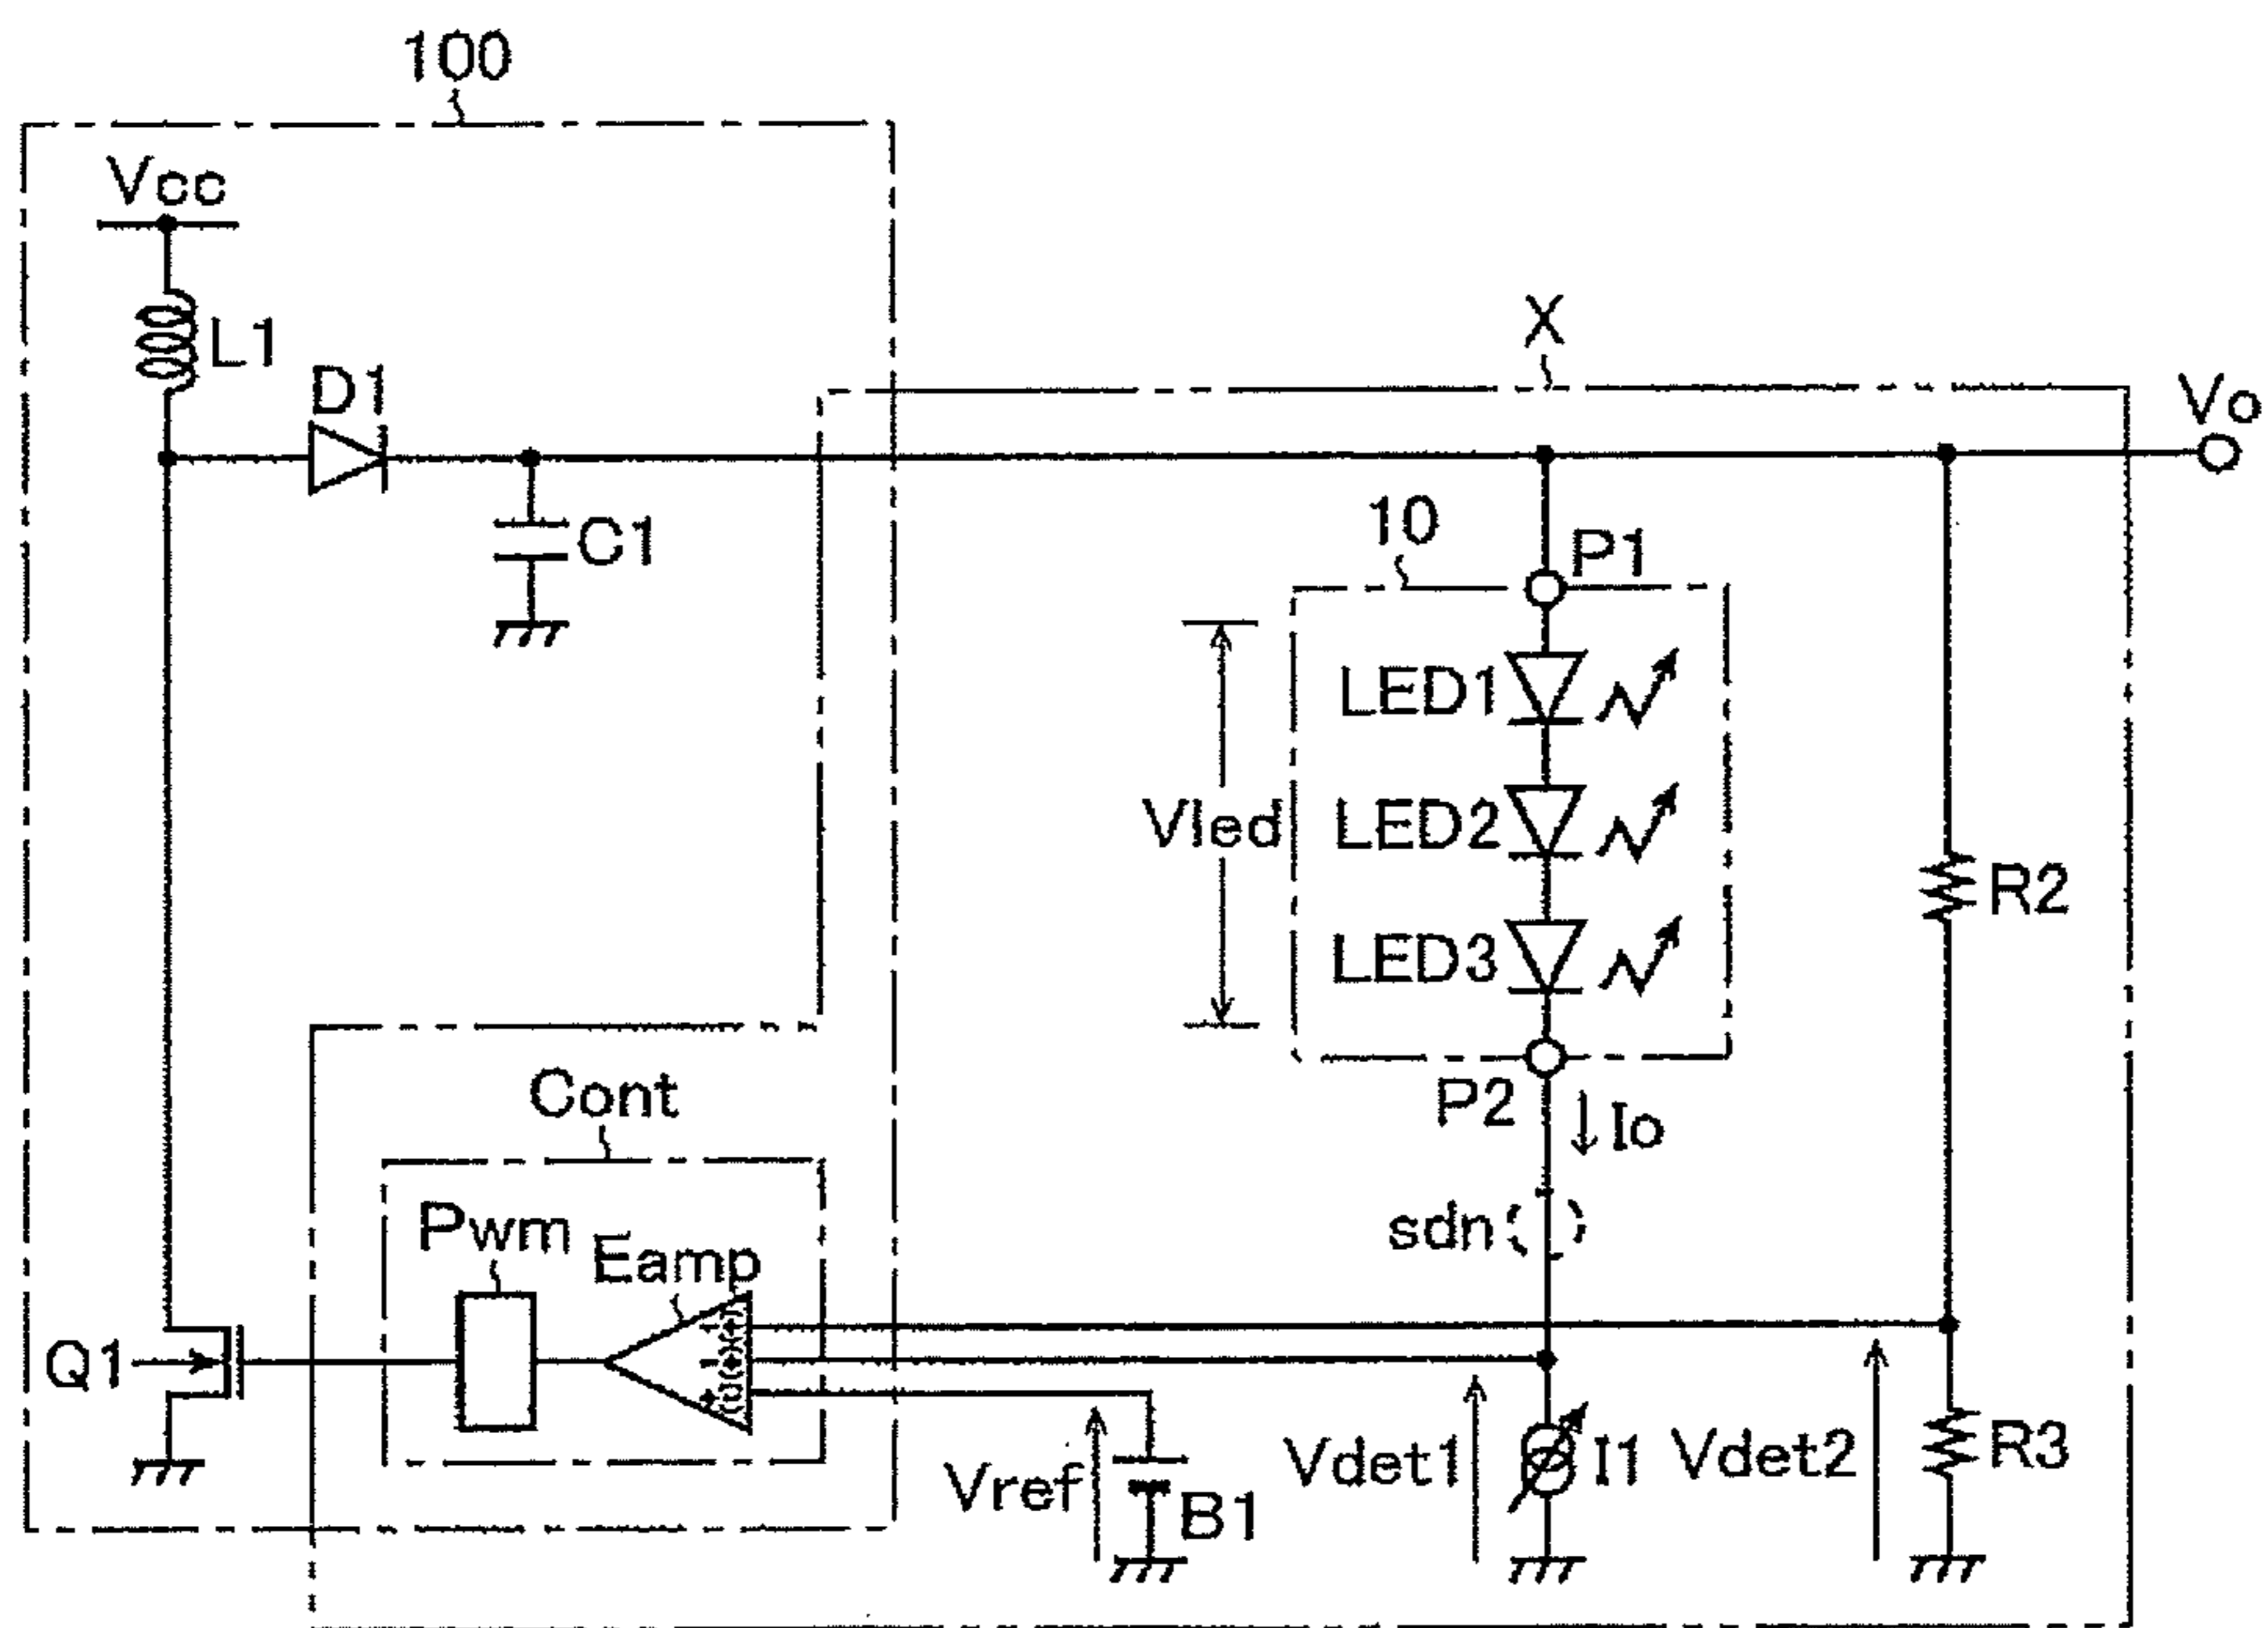 100
Vcc
L1
D1
X
Vo
C1
10
P1
LED1
Vled
LED2
R2
LED3
P2
Io
Cont
sdn
Pwm
Eamp
Q1
Vref
B1
Vdet1
I1
Vdet2
R3